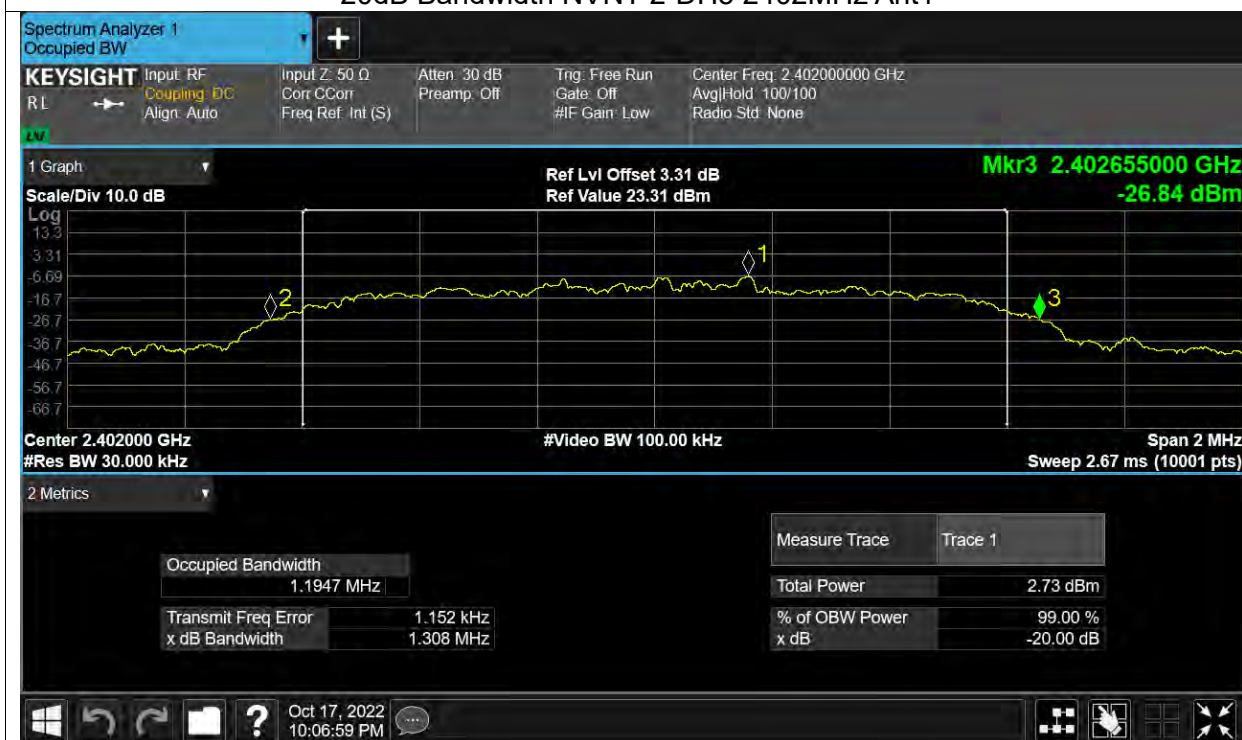 20dB Bandwidth NVNT 2-DH5 2402MHz Ant1
Spectrum Analyzer 1
Occupied BW
+
KEYSIGHT Input: RF Input Z: 50 Ω Atten: 30 dB Trig: Free Run Center Freq: 2.402000000 GHz
RL Coupling: DC Corr CCorr Preamp: Off Gate: Off Avg|Hold: 100/100
Align: Auto Freq Ref: Int (S) #IF Gain: Low Radio Std: None
LXI
1 Graph
Ref Lvl Offset 3.31 dB
Mkr3 2.402655000 GHz
Scale/Div 10.0 dB Ref Value 23.31 dBm -26.84 dBm
Log
13.3
3.31
-6.69
-16.7
-26.7
-36.7
-46.7
-56.7
-66.7
1
2
3
Center 2.402000 GHz #Video BW 100.00 kHz Span 2 MHz
#Res BW 30.000 kHz Sweep 2.67 ms (10001 pts)
2 Metrics
Measure Trace Trace 1
Occupied Bandwidth
1.1947 MHz
Total Power 2.73 dBm
Transmit Freq Error 1.152 kHz % of OBW Power 99.00 %
x dB Bandwidth 1.308 MHz x dB -20.00 dB
? Oct 17, 2022
10:06:59 PM